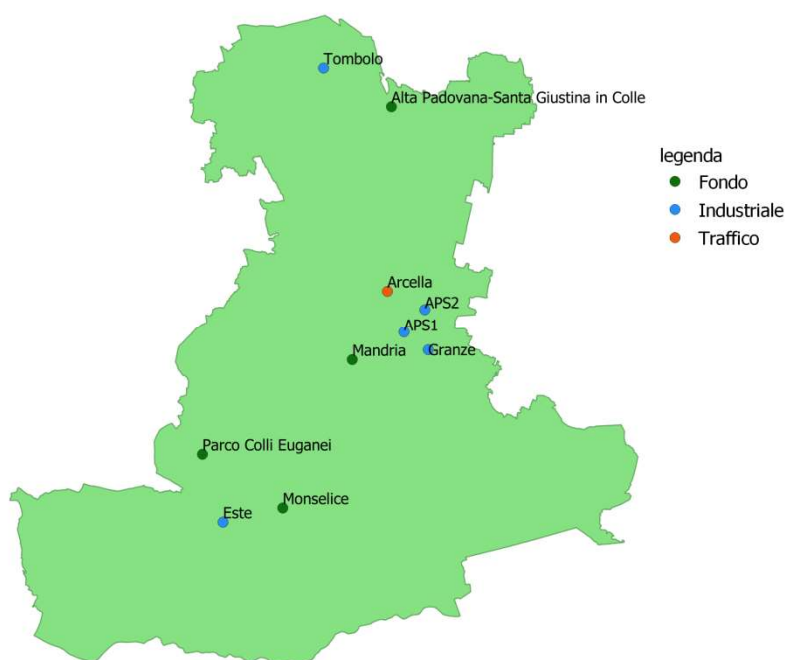 Tombolo
Alta Padovana-Santa Giustina in Colle
legenda
Fondo
Industriale
Traffico
Arcella
APS2
APS1
Granze
Mandria
Parco Colli Euganei
Monselice
Este